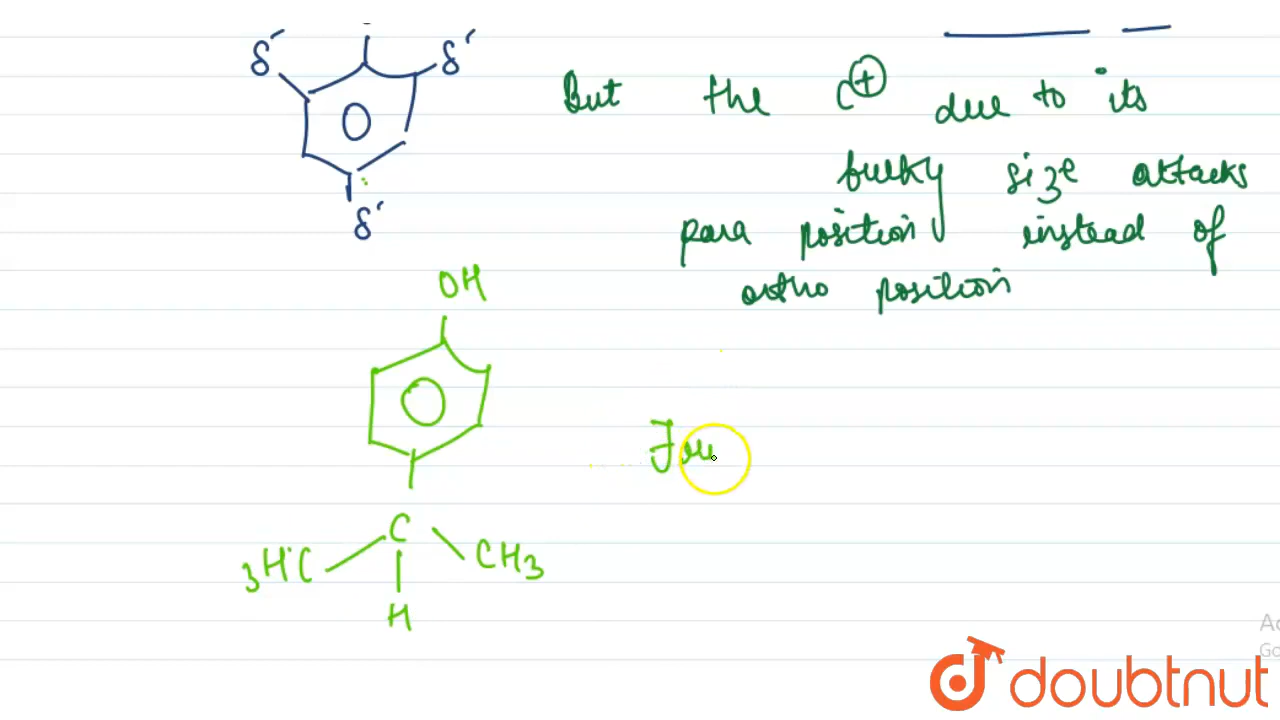 δ⁻ δ⁻
But the C⊕ due to its
bulky size attacks
δ⁻
para position instead of
ortho position
OH
C
3HC CH3
H
doubtnut